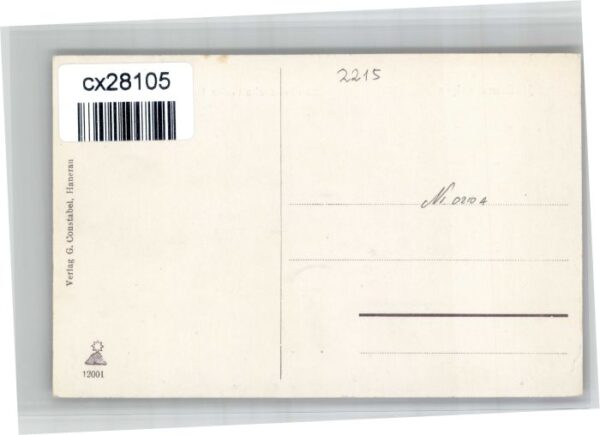 cx28105
2215
Verlag G. Constabel, Hanerau
12001